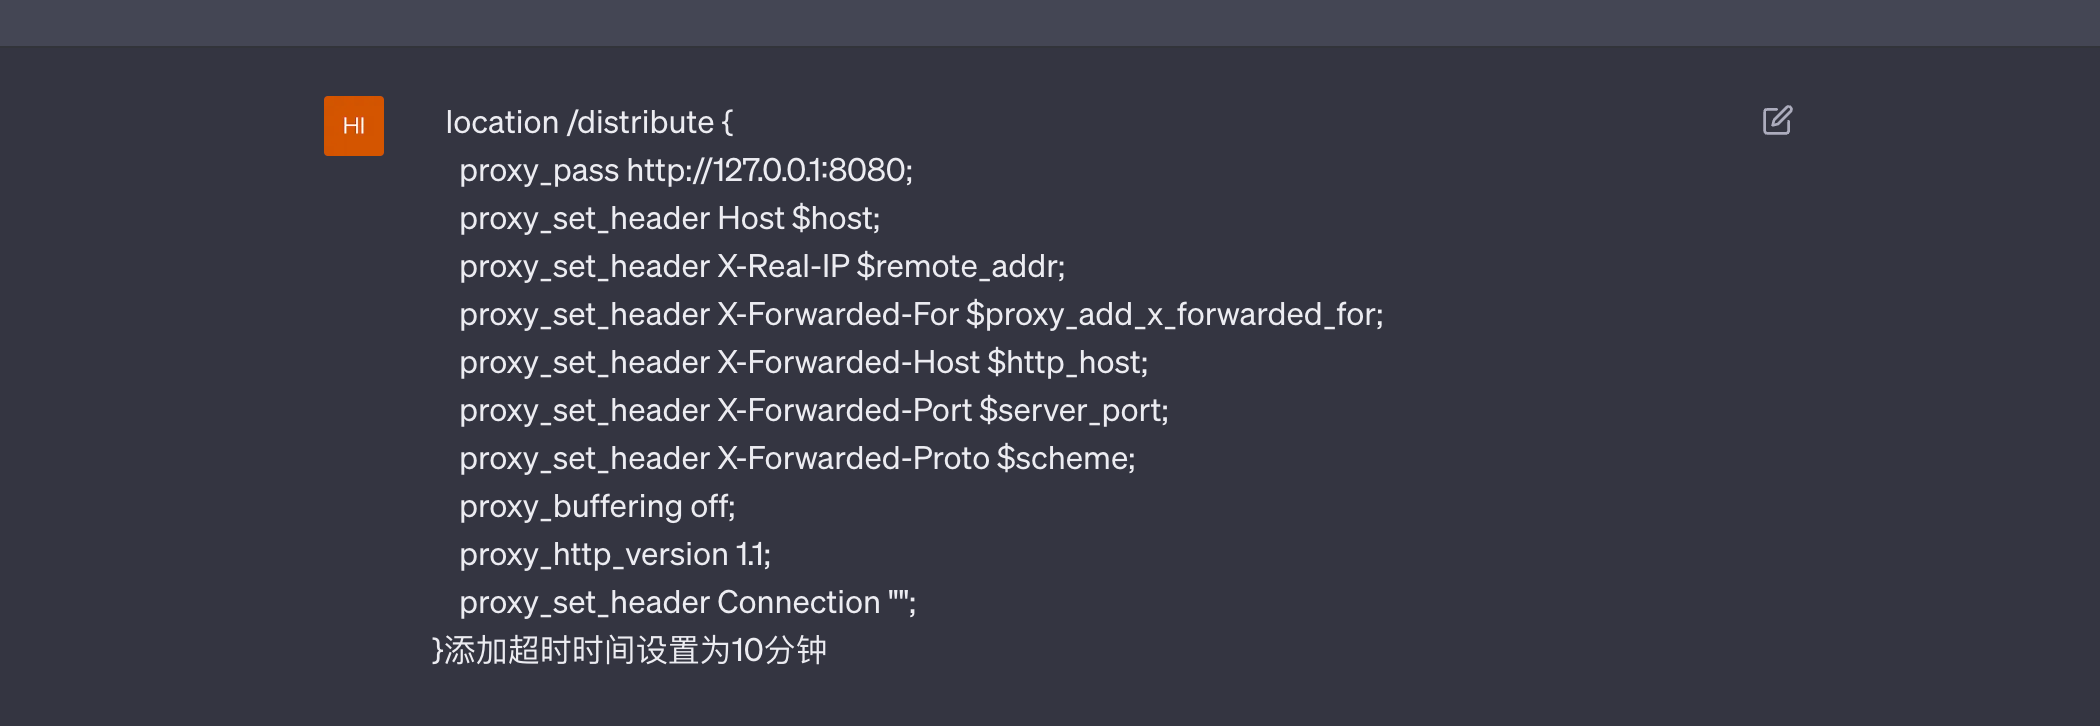 HI
location /distribute {
proxy_pass http://127.0.0.1:8080;
proxy_set_header Host $host;
proxy_set_header X-Real-IP $remote_addr;
proxy_set_header X-Forwarded-For $proxy_add_x_forwarded_for;
proxy_set_header X-Forwarded-Host $http_host;
proxy_set_header X-Forwarded-Port $server_port;
proxy_set_header X-Forwarded-Proto $scheme;
proxy_buffering off;
proxy_http_version 1.1;
proxy_set_header Connection "";
}添加超时时间设置为10分钟